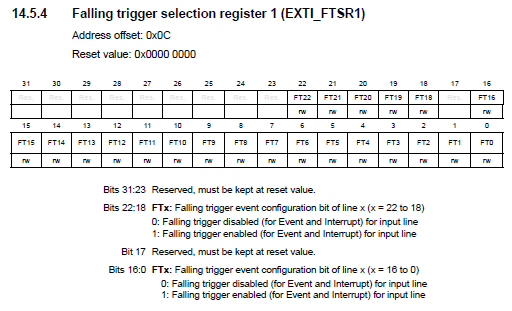 14.5.4 Falling trigger selection register 1 (EXTI_FTSR1)
Address offset: 0x0C
Reset value: 0x0000 0000
31 30 29 28 27 26 25 24 23 22 21 20 19 18 17 16
Res. Res. Res. Res. Res. Res. Res. Res. Res. FT22 FT21 FT20 FT19 FT18 Res. FT16
rw rw rw rw rw rw
15 14 13 12 11 10 9 8 7 6 5 4 3 2 1 0
FT15 FT14 FT13 FT12 FT11 FT10 FT9 FT8 FT7 FT6 FT5 FT4 FT3 FT2 FT1 FT0
rw rw rw rw rw rw rw rw rw rw rw rw rw rw rw rw
Bits 31:23 Reserved, must be kept at reset value.
Bits 22:18 FTx: Falling trigger event configuration bit of line x (x = 22 to 18)
0: Falling trigger disabled (for Event and Interrupt) for input line
1: Falling trigger enabled (for Event and Interrupt) for input line
Bit 17 Reserved, must be kept at reset value.
Bits 16:0 FTx: Falling trigger event configuration bit of line x (x = 16 to 0)
0: Falling trigger disabled (for Event and Interrupt) for input line
1: Falling trigger enabled (for Event and Interrupt) for input line